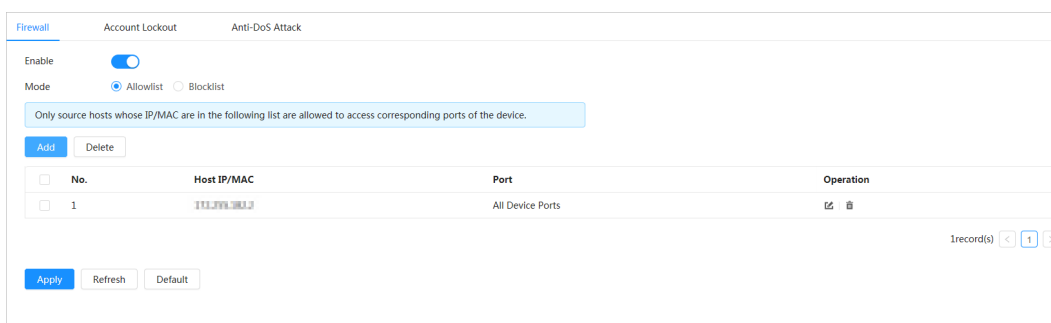 Firewall Account Lockout Anti-DoS Attack
Enable
Mode Allowlist Blocklist
Only source hosts whose IP/MAC are in the following list are allowed to access corresponding ports of the device.
Add Delete
No. Host IP/MAC Port Operation
1 All Device Ports
1record(s) < 1 >
Apply Refresh Default